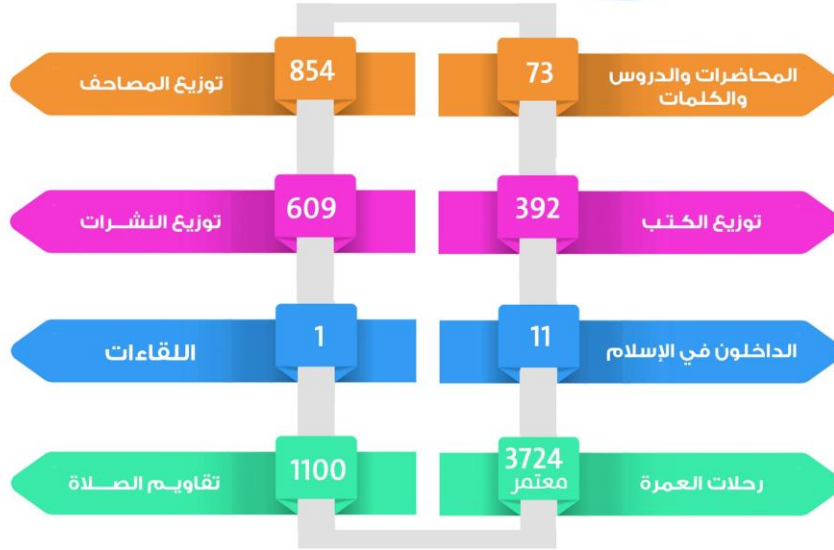 المحاضرات والدروس
والكلمات
73
854
توزيع المصاحف
توزيع الكتب
392
609
توزيع النشرات
الداخلون في الإسلام
11
1
اللقاءات
رحلات العمرة
3724
معتمر
1100
تقاويم الصلاة